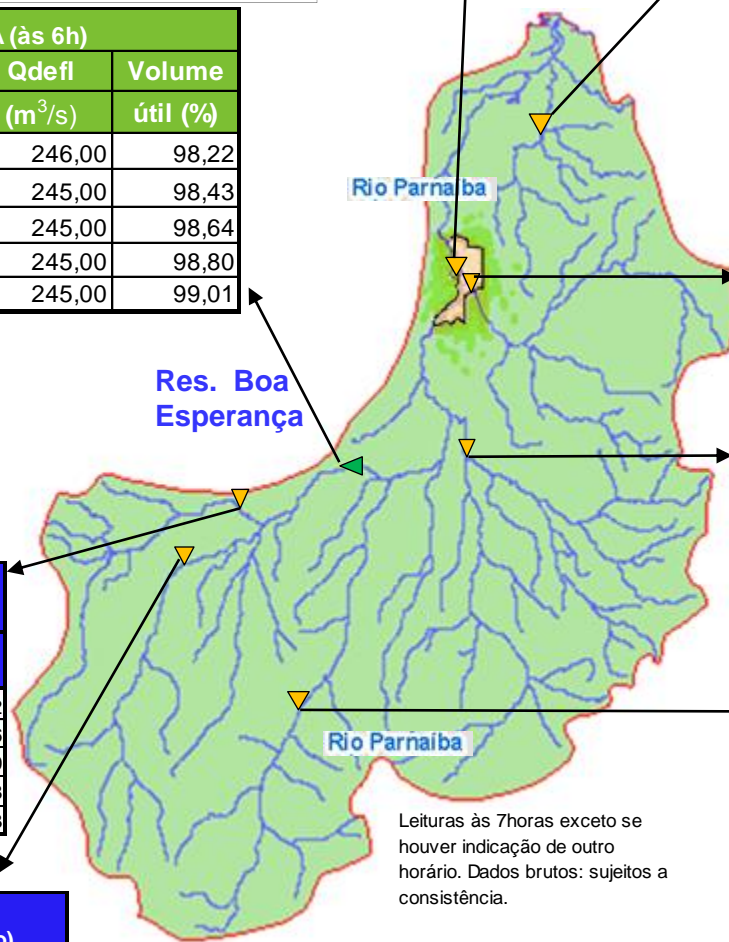 A (às 6h)
Qdefl Volume
(m³/s) útil (%)
246,00 98,22
245,00 98,43
245,00 98,64
245,00 98,80
245,00 99,01
Rio Parnaíba
Res. Boa
Esperança
Rio Parnaíba
Leituras às 7horas exceto se
houver indicação de outro
horário. Dados brutos: sujeitos a
consistência.